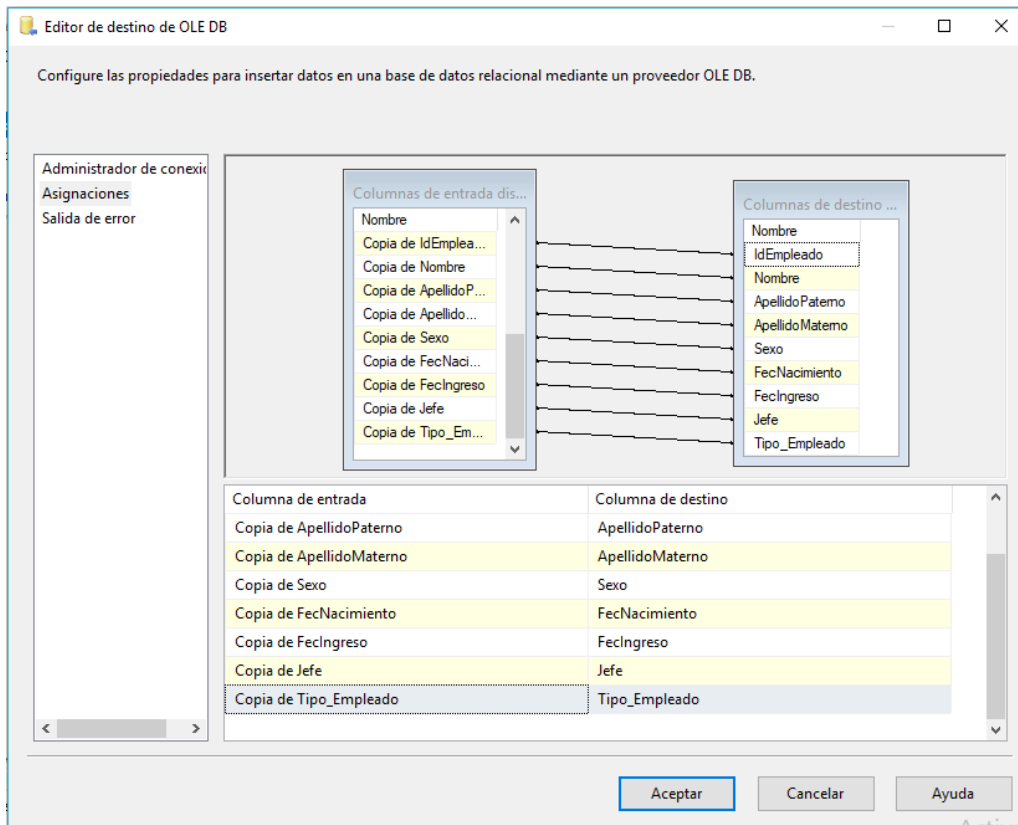 Editor de destino de OLE DB
Configure las propiedades para insertar datos en una base de datos relacional mediante un proveedor OLE DB.
Administrador de conexic
Asignaciones
Salida de error
Columnas de entrada dis...
Nombre
Copia de IdEmplea...
Copia de Nombre
Copia de ApellidoP...
Copia de Apellido...
Copia de Sexo
Copia de FecNaci...
Copia de FecIngreso
Copia de Jefe
Copia de Tipo_Em...
Columnas de destino ...
Nombre
IdEmpleado
Nombre
ApellidoPaterno
ApellidoMaterno
Sexo
FecNacimiento
FecIngreso
Jefe
Tipo_Empleado
Columna de entrada Columna de destino
Copia de ApellidoPaterno ApellidoPaterno
Copia de ApellidoMaterno ApellidoMaterno
Copia de Sexo Sexo
Copia de FecNacimiento FecNacimiento
Copia de FecIngreso FecIngreso
Copia de Jefe Jefe
Copia de Tipo_Empleado Tipo_Empleado
Aceptar Cancelar Ayuda